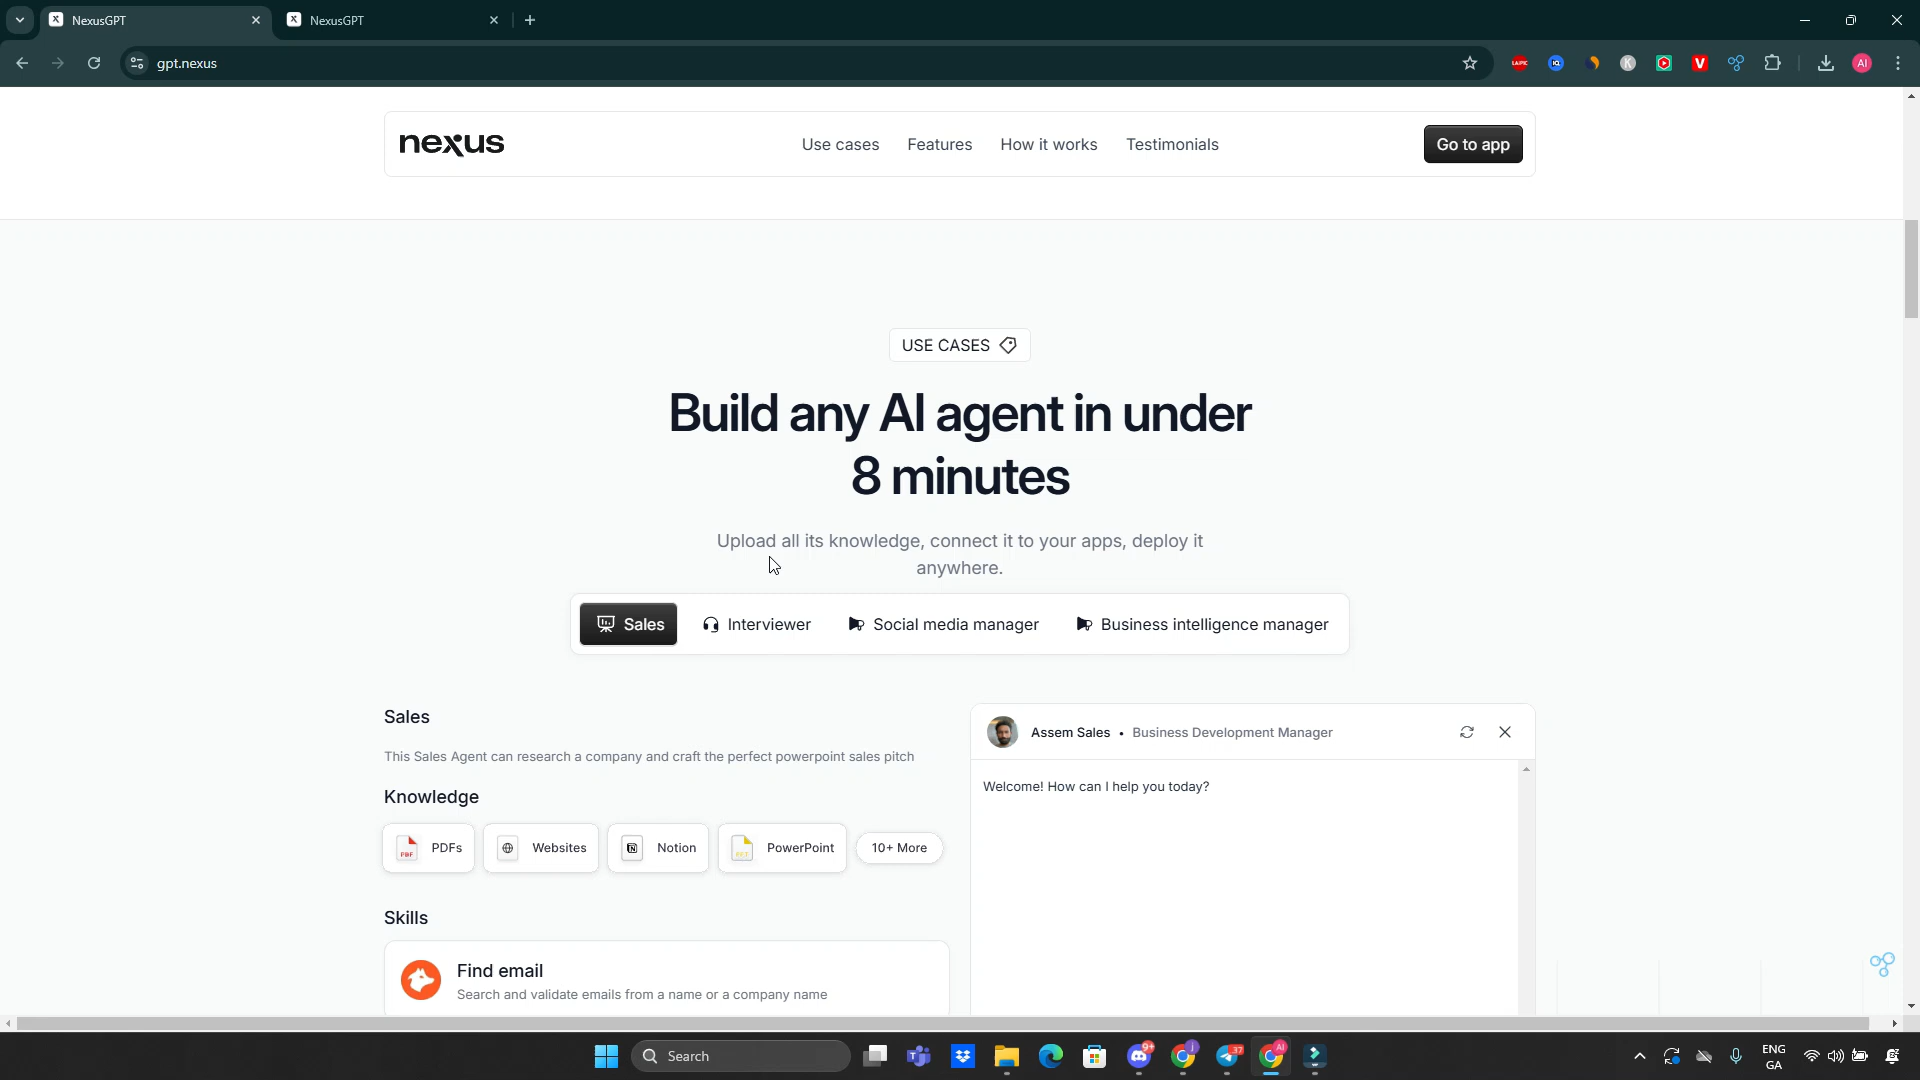 NexusGPT
NexusGPT
gpt.nexus
nexus
Use cases
Features
How it works
Testimonials
Go to app
USE CASES
Build any AI agent in under
8 minutes
Upload all its knowledge, connect it to your apps, deploy it
anywhere.
Sales
Interviewer
Social media manager
Business intelligence manager
Sales
This Sales Agent can research a company and craft the perfect powerpoint sales pitch
Knowledge
PDFs
Websites
Notion
PowerPoint
10+ More
Skills
Find email
Search and validate emails from a name or a company name
Assem Sales • Business Development Manager
Welcome! How can I help you today?
Search
ENG
GA